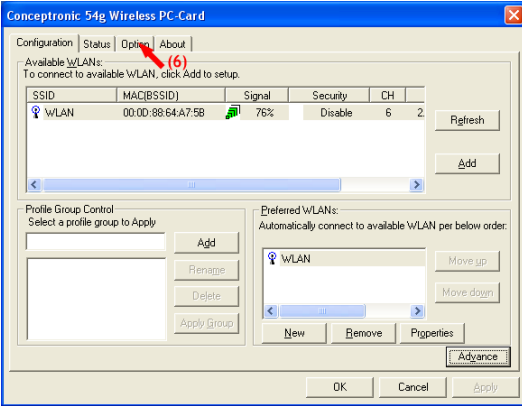 Conceptronic 54g Wireless PC-Card
Configuration Status Option About
(6)
Available WLANs:
To connect to available WLAN, click Add to setup.
SSID MAC(BSSID) Signal Security CH
WLAN 00:0D:88:64:A7:5B 76% Disable 6 2.
Refresh
Add
Profile Group Control
Select a profile group to Apply
Add
Rename
Delete
Apply Group
Preferred WLANs:
Automatically connect to available WLAN per below order:
WLAN
Move up
Move down
New Remove Properties
Advance
OK Cancel Apply